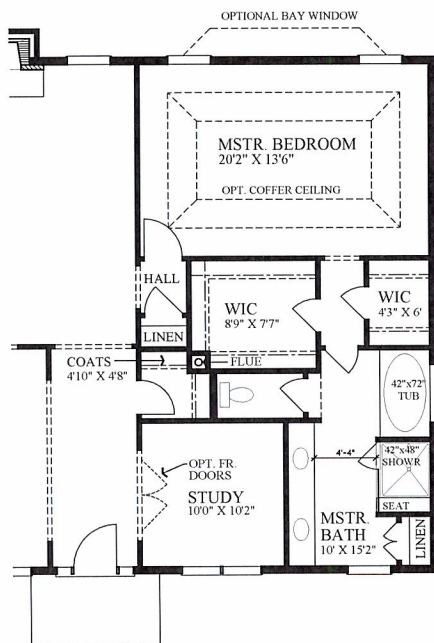 OPTIONAL BAY WINDOW
MSTR. BEDROOM
20'2" X 13'6"
OPT. COFFER CEILING
HALL
WIC
8'9" X 7'7"
WIC
4'3" X 6'
LINEN
COATS
4'10" X 4'8"
FLUE
42"x72"
TUB
OPT. FR.
DOORS
STUDY
10'0" X 10'2"
4'-4"
42"x48"
SHOWR
SEAT
MSTR.
BATH
10' X 15'2"
LINEN